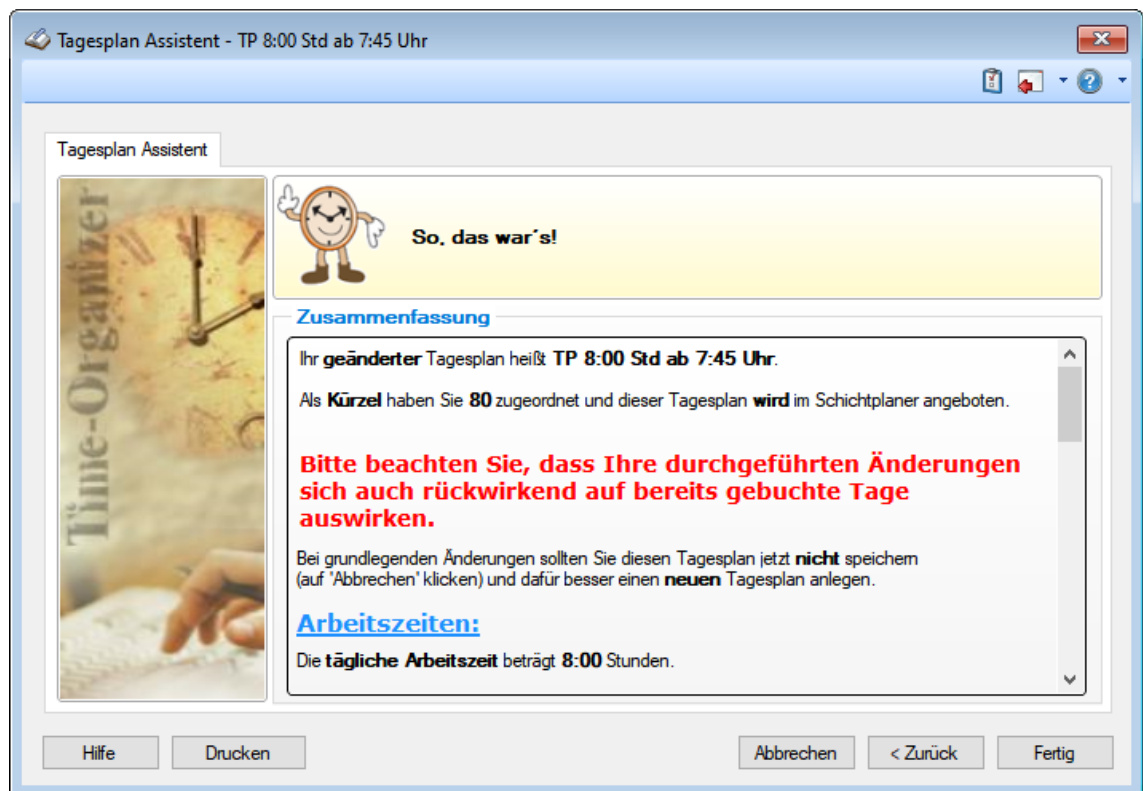 Tagesplan Assistent - TP 8:00 Std ab 7:45 Uhr
Tagesplan Assistent
Time-Organizer
So, das war´s!
Zusammenfassung
Ihr geänderter Tagesplan heißt TP 8:00 Std ab 7:45 Uhr.
Als Kürzel haben Sie 80 zugeordnet und dieser Tagesplan wird im Schichtplaner angeboten.
Bitte beachten Sie, dass Ihre durchgeführten Änderungen
sich auch rückwirkend auf bereits gebuchte Tage
auswirken.
Bei grundlegenden Änderungen sollten Sie diesen Tagesplan jetzt nicht speichern
(auf 'Abbrechen' klicken) und dafür besser einen neuen Tagesplan anlegen.
Arbeitszeiten:
Die tägliche Arbeitszeit beträgt 8:00 Stunden.
Hilfe
Drucken
Abbrechen
< Zurück
Fertig